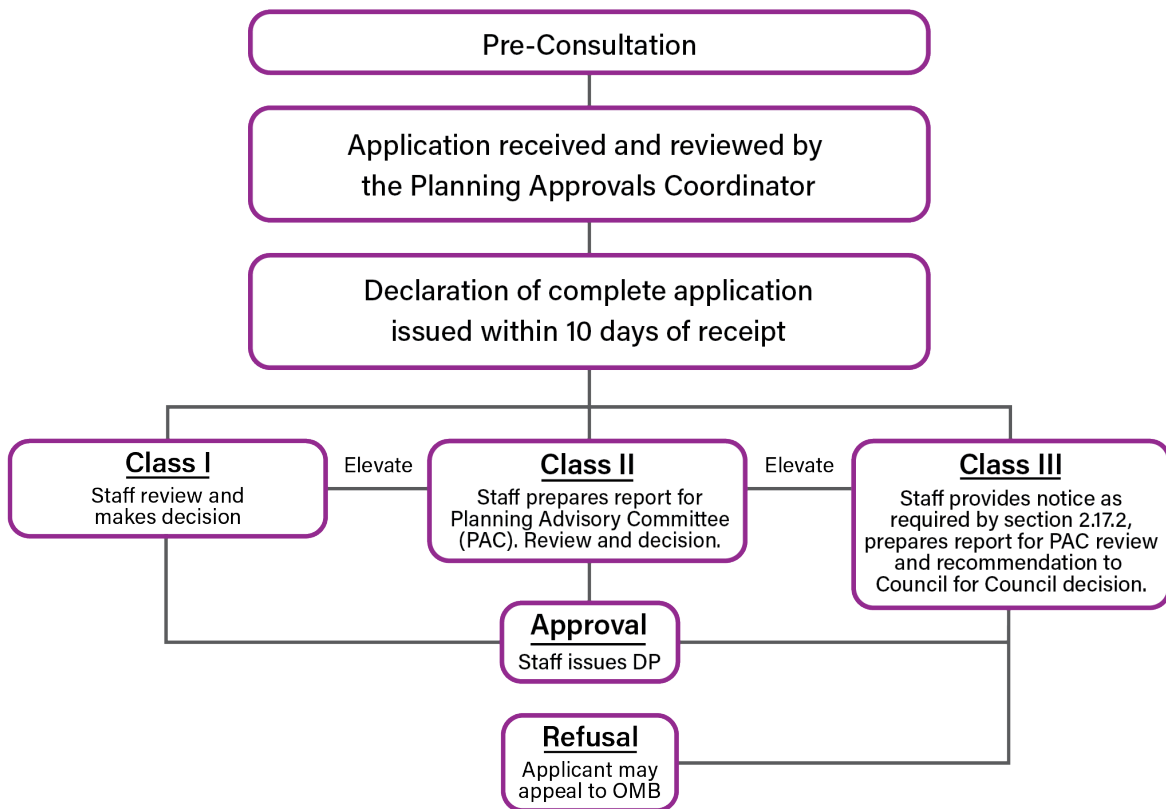 Pre-Consultation
Application received and reviewed by
the Planning Approvals Coordinator
Declaration of complete application
issued within 10 days of receipt
Class I
Staff review and
makes decision
Elevate
Class II
Staff prepares report for
Planning Advisory Committee
(PAC). Review and decision.
Elevate
Class III
Staff provides notice as
required by section 2.17.2,
prepares report for PAC review
and recommendation to
Council for Council decision.
Approval
Staff issues DP
Refusal
Applicant may
appeal to OMB